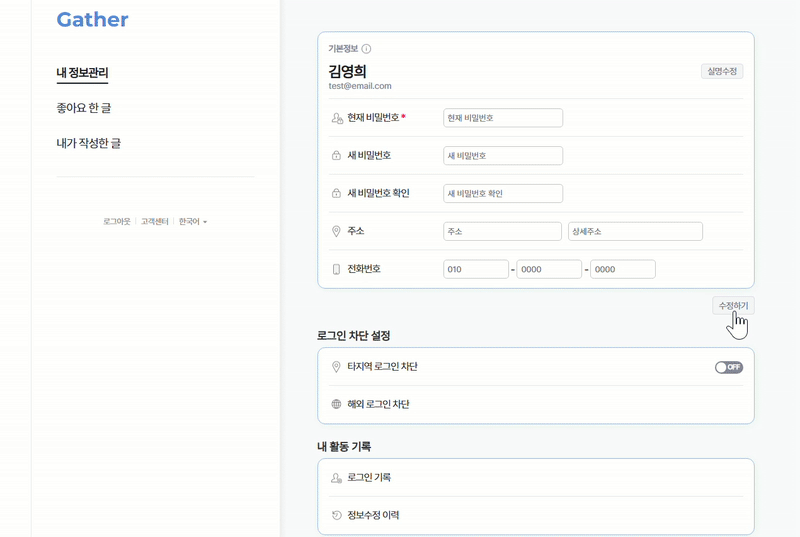 Gather
내 정보관리
좋아요 한 글
내가 작성한 글
로그아웃 | 고객센터 | 한국어
기본정보
김영희
실명수정
test@email.com
현재 비밀번호 * 현재 비밀번호
새 비밀번호 새 비밀번호
새 비밀번호 확인 새 비밀번호 확인
주소 주소 상세주소
전화번호 010 - 0000 - 0000
수정하기
로그인 차단 설정
타지역 로그인 차단 OFF
해외 로그인 차단
내 활동 기록
로그인 기록
정보수정 이력